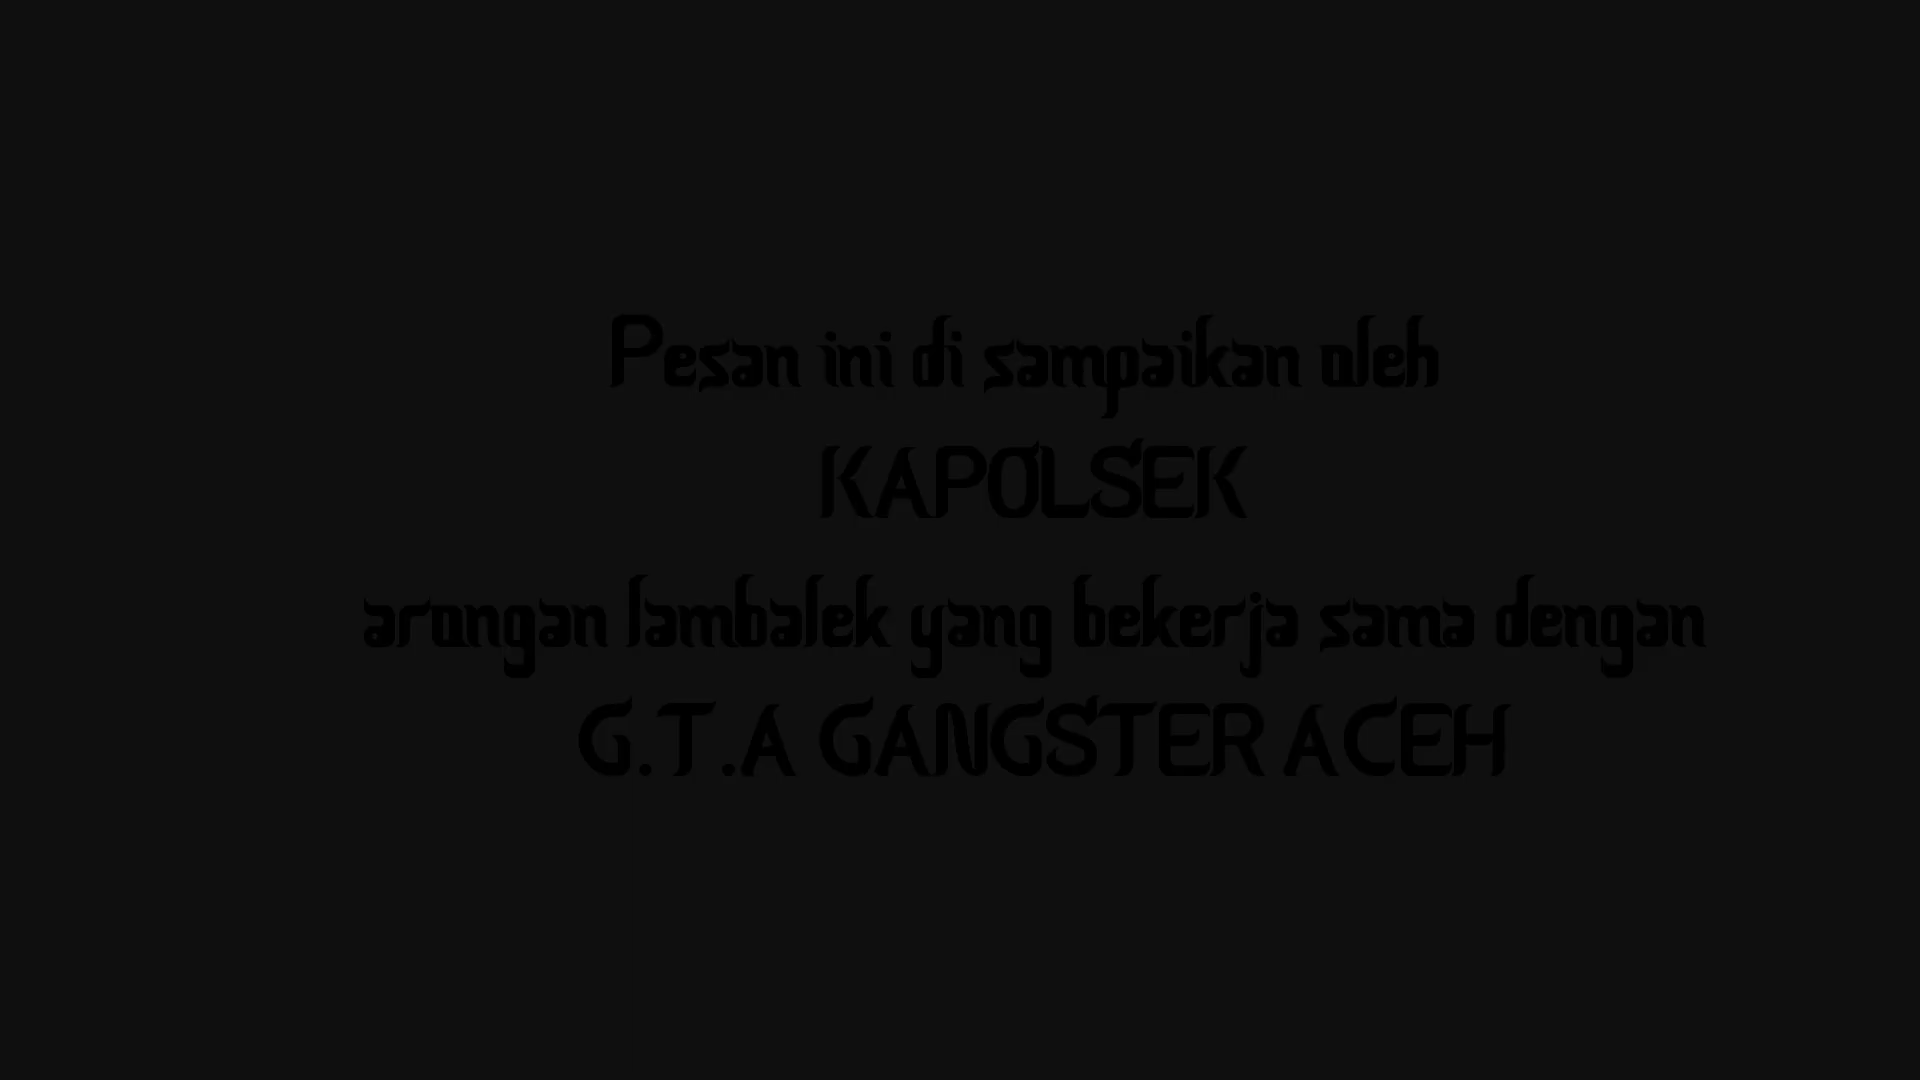 Pesan ini di sampaikan oleh
KAPOLSEK
arongan lambalek yang bekerja sama dengan
G.T.A GANGSTER ACEH